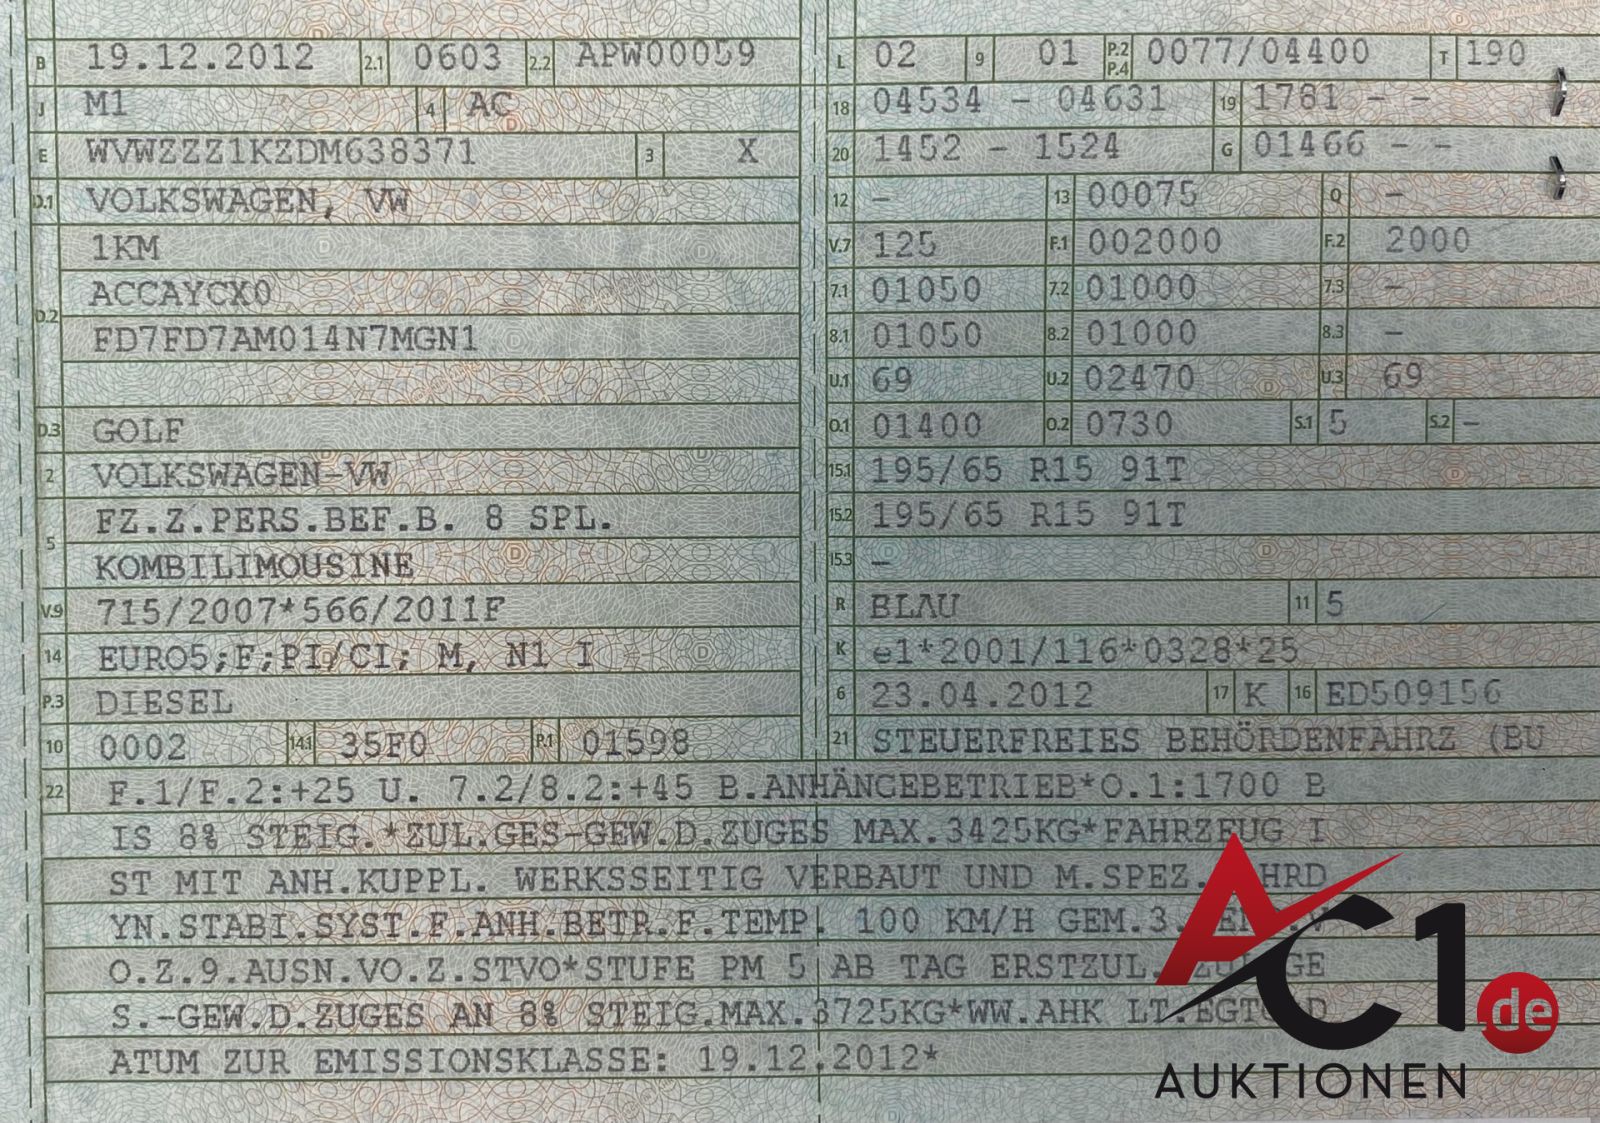 B 19.12.2012 2.1 0603 2.2 APW00059
J M1 4 AC
E WVWZZZ1KZDM638371 3 X
D.1 VOLKSWAGEN, VW
1KM
D.2 ACCAYCX0
FD7FD7AM014N7MGN1
D.3 GOLF
2 VOLKSWAGEN-VW
5 FZ.Z.PERS.BEF.B. 8 SPL.
KOMBILIMOUSINE
V.9 715/2007*566/2011F
14 EURO5;F;PI/CI; M, N1 I
P.3 DIESEL
10 0002 14.1 35F0 P.1 01598
L 02 9 01 P.2 P.4 0077/04400 T 190
18 04534 - 04631 19 1781 - -
20 1452 - 1524 G 01466 - -
12 - 13 00075 Q -
V.7 125 F.1 002000 F.2 2000
7.1 01050 7.2 01000 7.3 -
8.1 01050 8.2 01000 8.3 -
U.1 69 U.2 02470 U.3 69
O.1 01400 O.2 0730 S.1 5 S.2 -
15.1 195/65 R15 91T
15.2 195/65 R15 91T
15.3 -
R BLAU 11 5
K e1*2001/116*0328*25
6 23.04.2012 17 K 16 ED509156
21 STEUERFREIES BEHÖRDENFAHRZ (BU
22 F.1/F.2:+25 U. 7.2/8.2:+45 B.ANHÄNGEBETRIEB*O.1:1700 B
IS 8% STEIG.*ZUL.GES-GEW.D.ZUGES MAX.3425KG*FAHRZEUG I
ST MIT ANH.KUPPL. WERKSSEITIG VERBAUT UND M.SPEZ. HRD
YN.STABI.SYST.F.ANH.BETR.F.TEMP. 100 KM/H GEM.3.
O.Z.9.AUSN.VO.Z.STVO*STUFE PM 5 AB TAG ERSTZUL. GE
S.-GEW.D.ZUGES AN 8% STEIG.MAX.3725KG*WW.AHK LT. D
ATUM ZUR EMISSIONSKLASSE: 19.12.2012*
AC1.de
AUKTIONEN